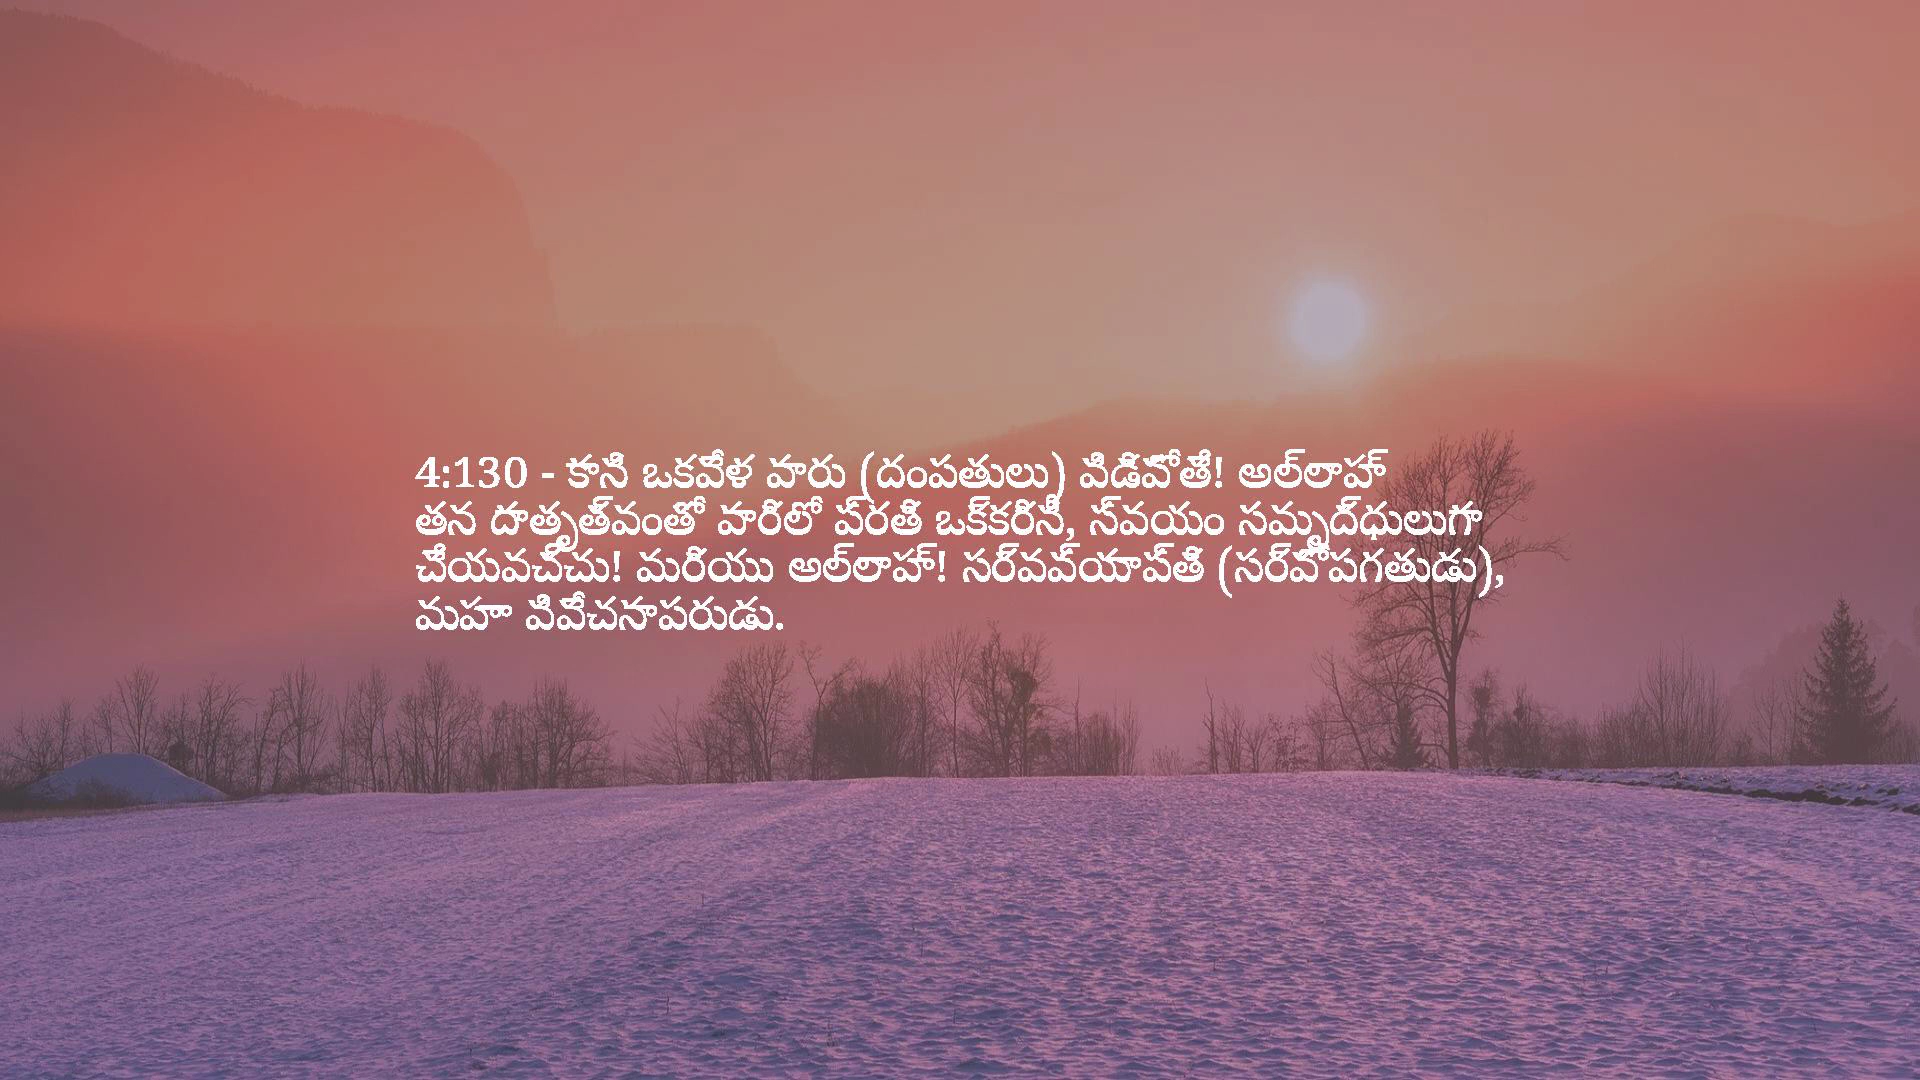 4:130 - కాని ఒకవేళ వారు (దంపతులు) విడిపోతే! అల్లాహ్
తన దాతృత్వంతో వారిలో ప్రతి ఒక్కరినీ, స్వయం సమృద్ధులుగా
చేయవచ్చు! మరియు అల్లాహ్! సర్వవ్యాప్తి (సర్వోపగతుడు),
మహా వివేచనాపరుడు.